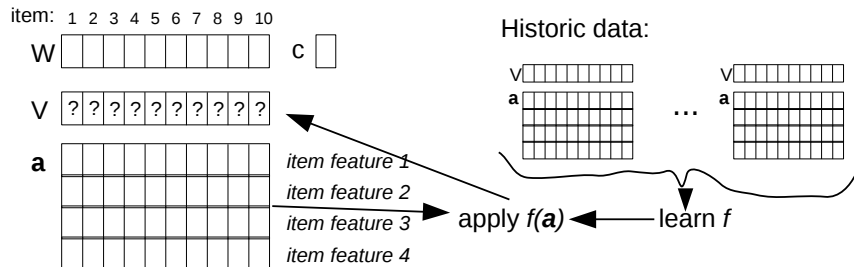 item: 1 2 3 4 5 6 7 8 9 10
W
c
V ? ? ? ? ? ? ? ? ? ?
a
item feature 1
item feature 2
item feature 3
item feature 4
Historic data:
V
a
...
V
a
apply f(a)
learn f